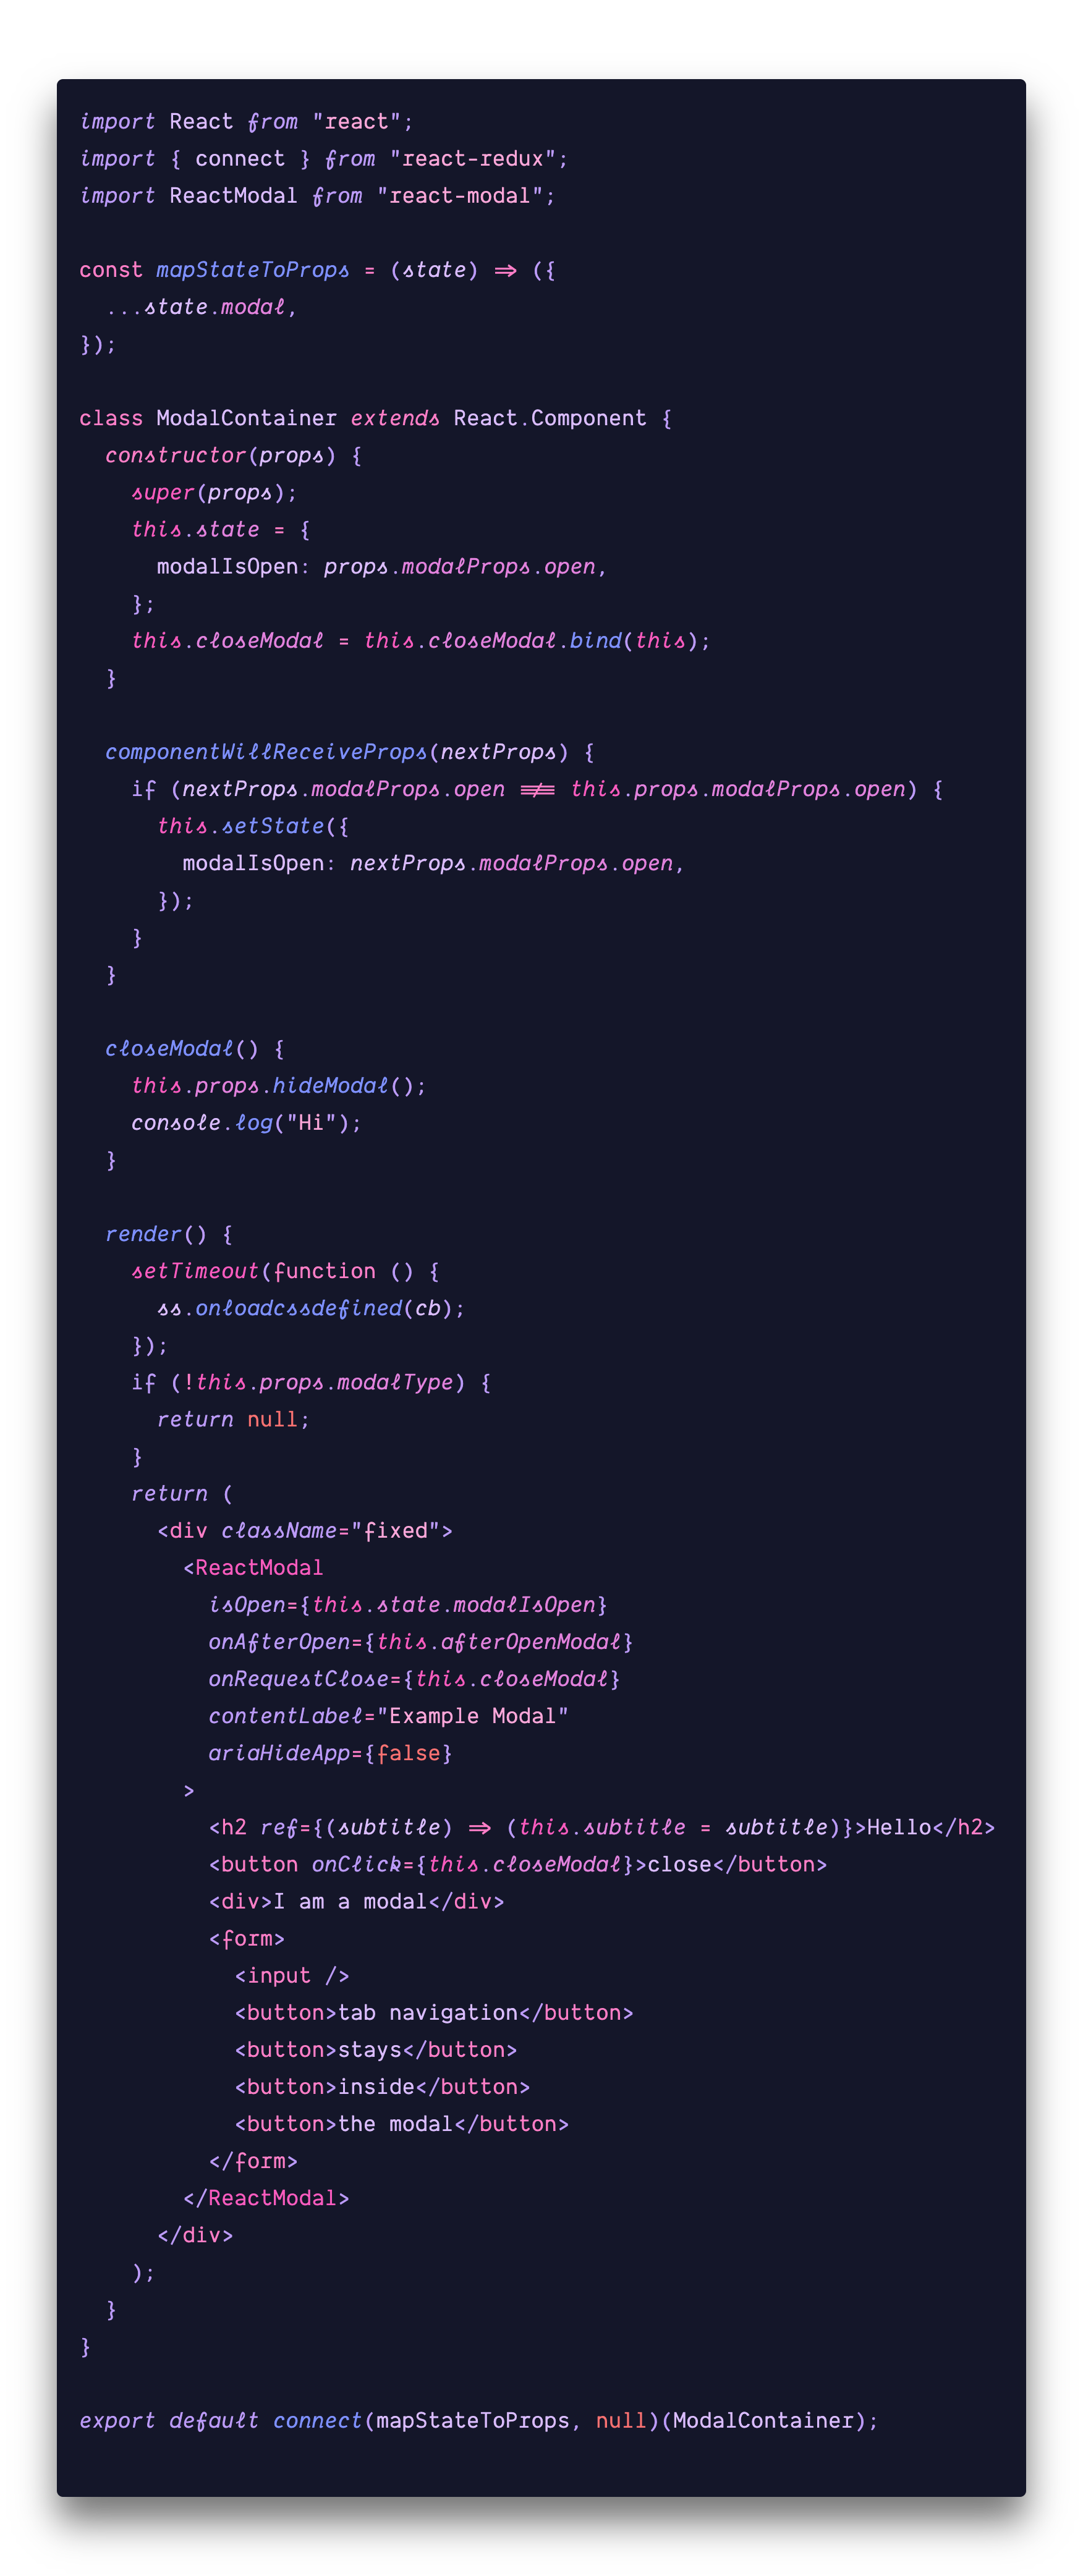 import React from "react";
import { connect } from "react-redux";
import ReactModal from "react-modal";

const mapStateToProps = (state) => ({
  ...state.modal,
});

class ModalContainer extends React.Component {
  constructor(props) {
    super(props);
    this.state = {
      modalIsOpen: props.modalProps.open,
    };
    this.closeModal = this.closeModal.bind(this);
  }

  componentWillReceiveProps(nextProps) {
    if (nextProps.modalProps.open !== this.props.modalProps.open) {
      this.setState({
        modalIsOpen: nextProps.modalProps.open,
      });
    }
  }

  closeModal() {
    this.props.hideModal();
    console.log("Hi");
  }

  render() {
    setTimeout(function () {
      ss.onloadcssdefined(cb);
    });
    if (!this.props.modalType) {
      return null;
    }
    return (
      <div className="fixed">
        <ReactModal
          isOpen={this.state.modalIsOpen}
          onAfterOpen={this.afterOpenModal}
          onRequestClose={this.closeModal}
          contentLabel="Example Modal"
          ariaHideApp={false}
        >
          <h2 ref={(subtitle) => (this.subtitle = subtitle)}>Hello</h2>
          <button onClick={this.closeModal}>close</button>
          <div>I am a modal</div>
          <form>
            <input />
            <button>tab navigation</button>
            <button>stays</button>
            <button>inside</button>
            <button>the modal</button>
          </form>
        </ReactModal>
      </div>
    );
  }
}

export default connect(mapStateToProps, null)(ModalContainer);